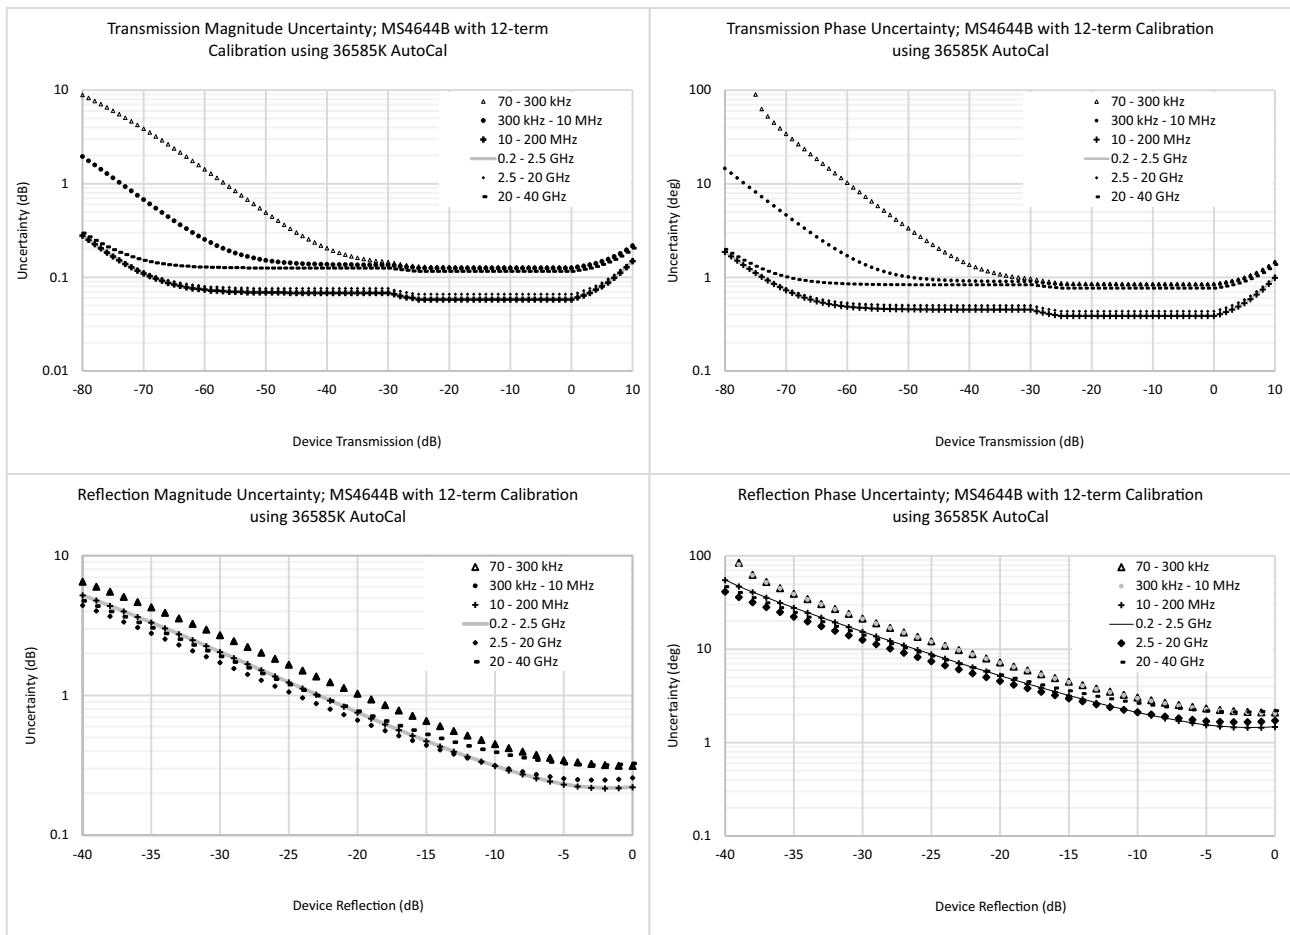 Transmission Magnitude Uncertainty; MS4644B with 12-term
Calibration using 36585K AutoCal
10
1
0.1
0.01
Uncertainty (dB)
70 - 300 kHz
300 kHz - 10 MHz
10 - 200 MHz
0.2 - 2.5 GHz
2.5 - 20 GHz
20 - 40 GHz
-80 -70 -60 -50 -40 -30 -20 -10 0 10
Device Transmission (dB)
Transmission Phase Uncertainty; MS4644B with 12-term Calibration
using 36585K AutoCal
100
10
1
0.1
Uncertainty (deg)
70 - 300 kHz
300 kHz - 10 MHz
10 - 200 MHz
0.2 - 2.5 GHz
2.5 - 20 GHz
20 - 40 GHz
-80 -70 -60 -50 -40 -30 -20 -10 0 10
Device Transmission (dB)
Reflection Magnitude Uncertainty; MS4644B with 12-term Calibration
using 36585K AutoCal
10
1
0.1
Uncertainty (dB)
70 - 300 kHz
300 kHz - 10 MHz
10 - 200 MHz
0.2 - 2.5 GHz
2.5 - 20 GHz
20 - 40 GHz
-40 -35 -30 -25 -20 -15 -10 -5 0
Device Reflection (dB)
Reflection Phase Uncertainty; MS4644B with 12-term Calibration
using 36585K AutoCal
100
10
1
0.1
Uncertainty (deg)
70 - 300 kHz
300 kHz - 10 MHz
10 - 200 MHz
0.2 - 2.5 GHz
2.5 - 20 GHz
20 - 40 GHz
-40 -35 -30 -25 -20 -15 -10 -5 0
Device Reflection (dB)